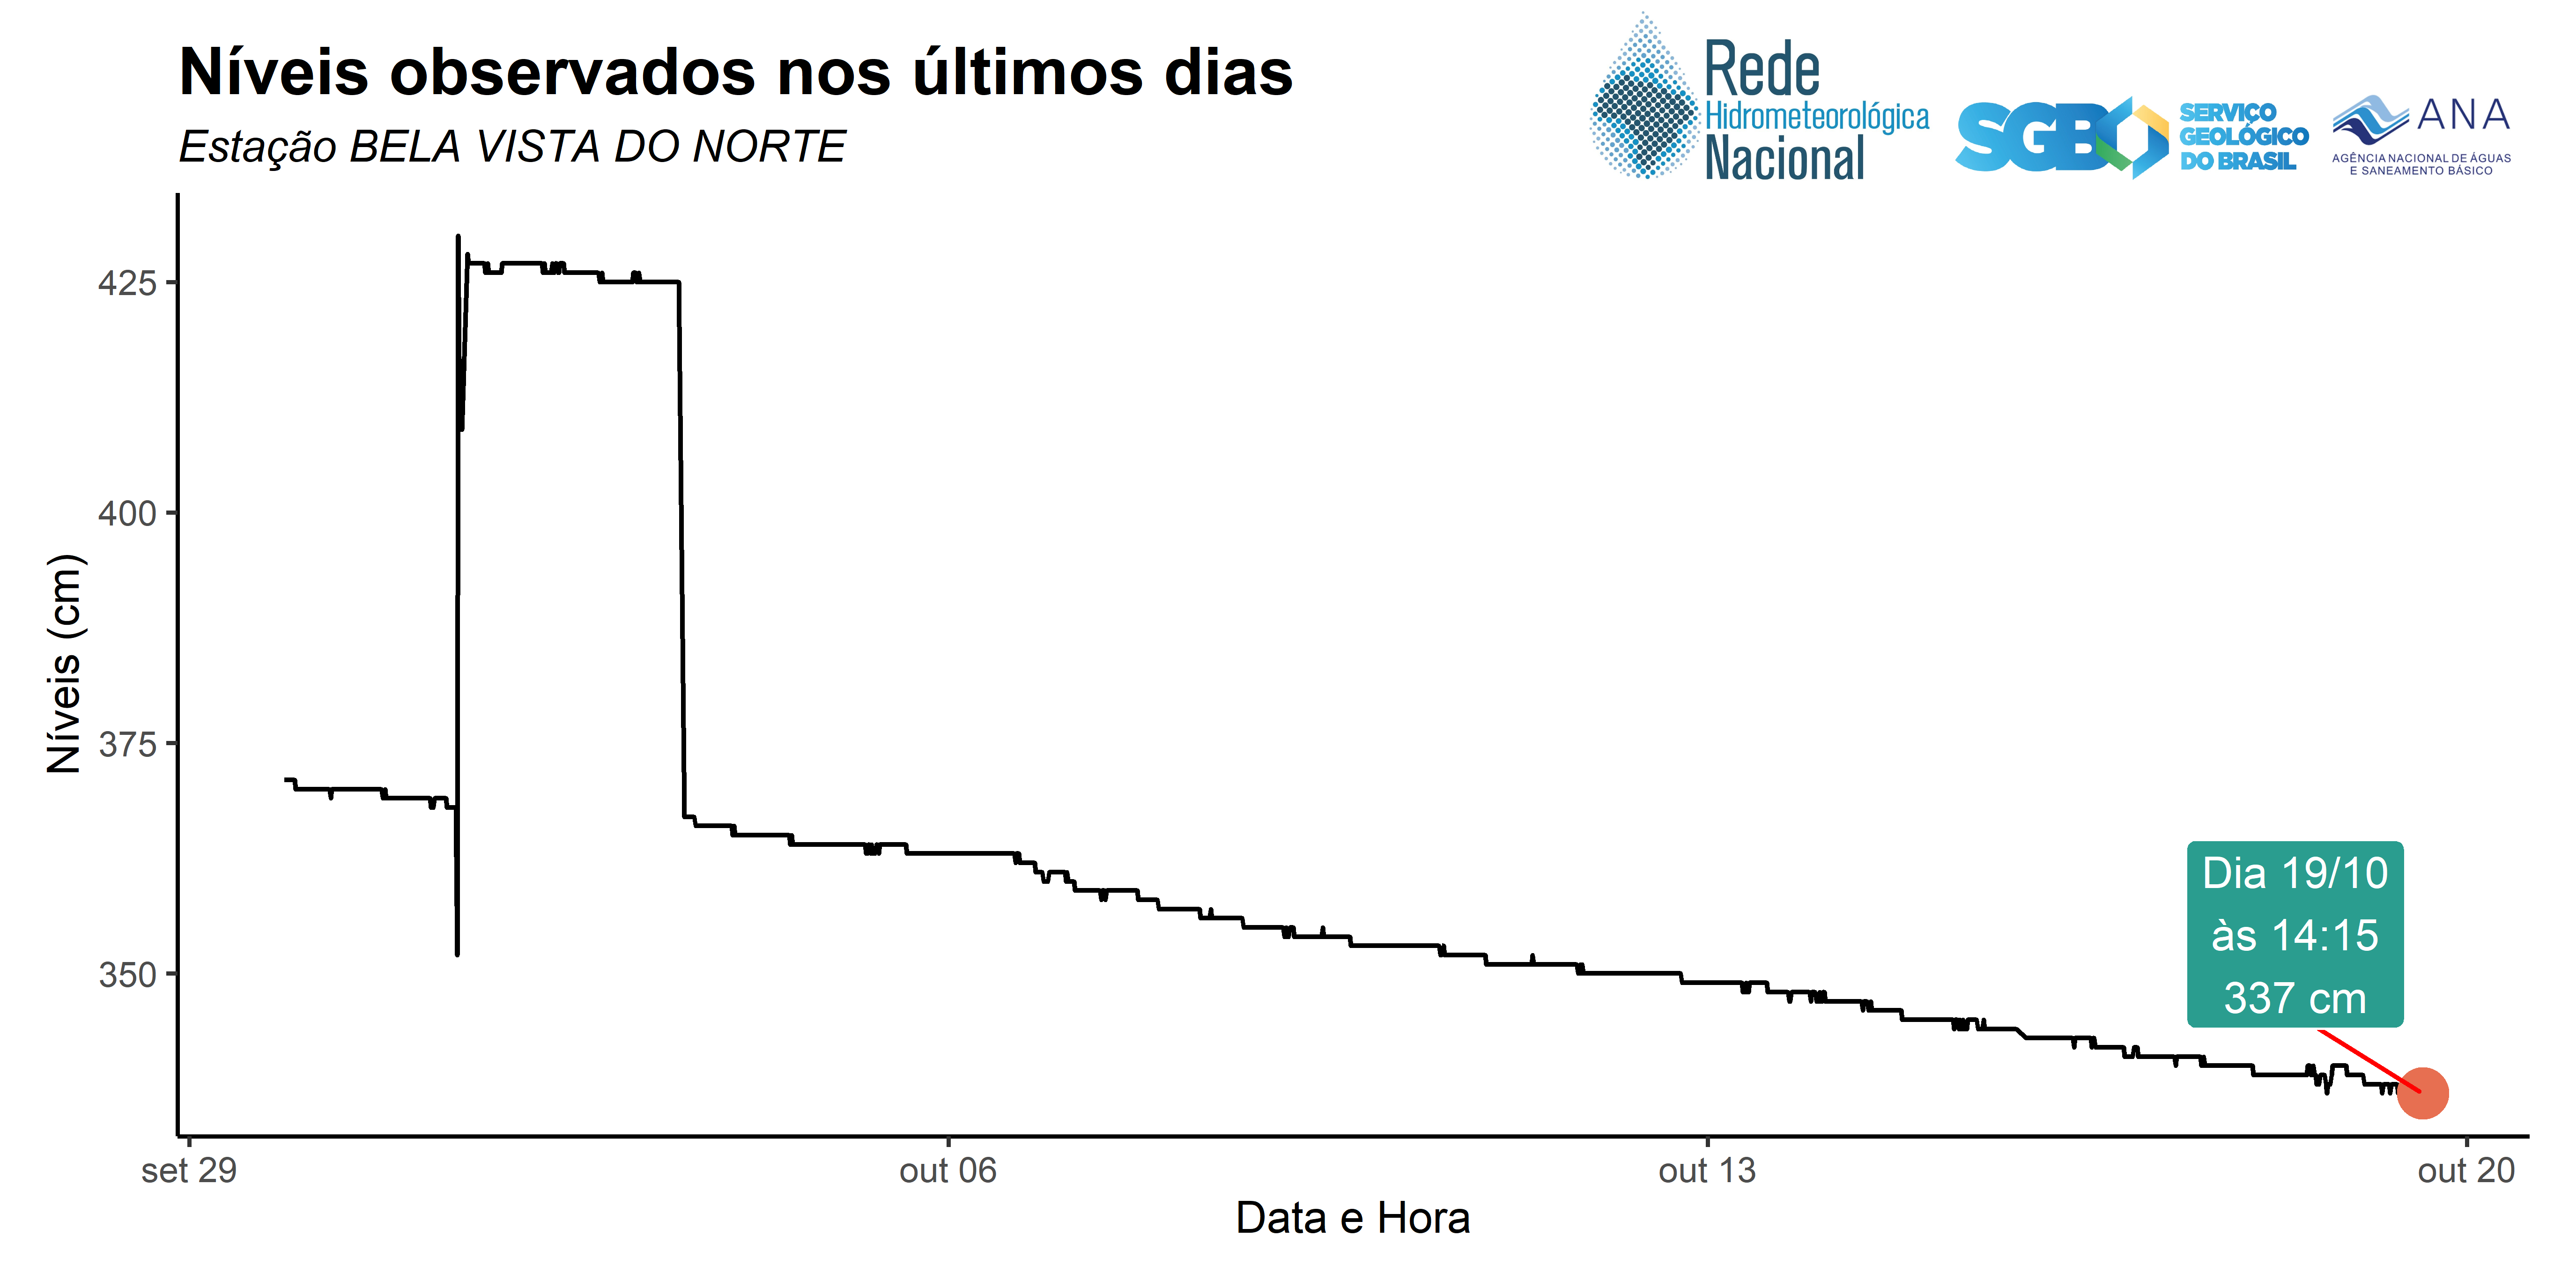 Níveis observados nos últimos dias
Estação BELA VISTA DO NORTE
Rede
Hidrometeorológica
Nacional
SGB
SERVIÇO
GEOLÓGICO
DO BRASIL
ANA
AGÊNCIA NACIONAL DE ÁGUAS
E SANEAMENTO BÁSICO
Níveis (cm)
425
400
375
350
Dia 19/10
às 14:15
337 cm
set 29
out 06
out 13
out 20
Data e Hora